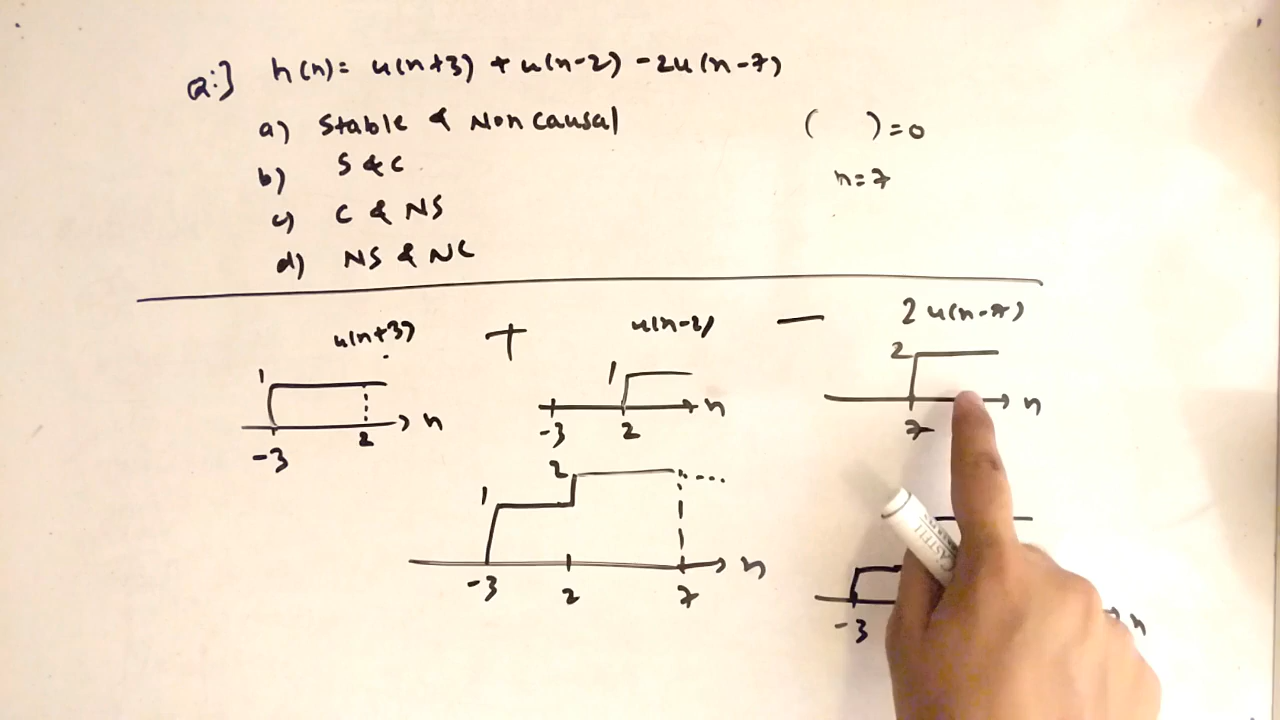 Q:] h(n)= u(n+3) + u(n-2) - 2u(n-7)
a) Stable & Non causal
b) S & C
c) C & NS
d) NS & NC
( ) = 0
n=7
u(n+3) + u(n-2) - 2u(n-7)
1
-3 2 n
1
-3 2 n
2
7 n
1 2 ....
-3 2 7 n
-3 n